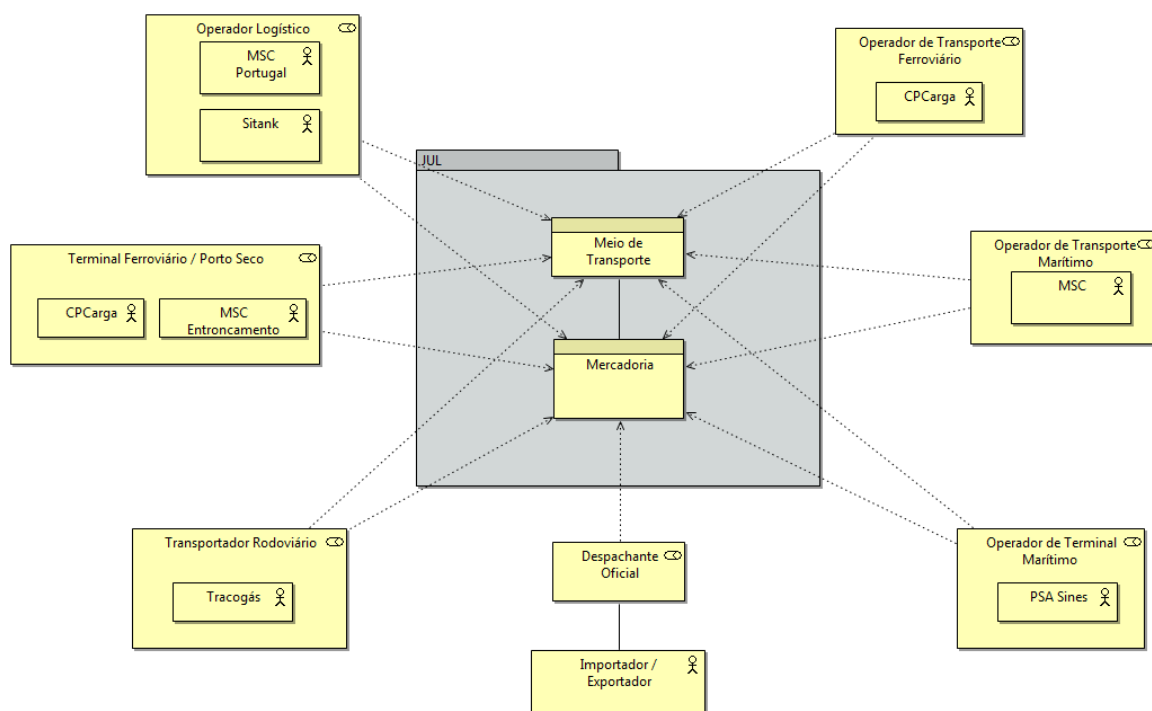 Operador Logístico
MSC
Portugal
Sitank
Operador de Transporte
Ferroviário
CPCarga
JUL
Meio de
Transporte
Terminal Ferroviário / Porto Seco
CPCarga
MSC
Entroncamento
Operador de Transporte
Marítimo
MSC
Mercadoria
Transportador Rodoviário
Tracogás
Despachante
Oficial
Operador de Terminal
Marítimo
PSA Sines
Importador /
Exportador